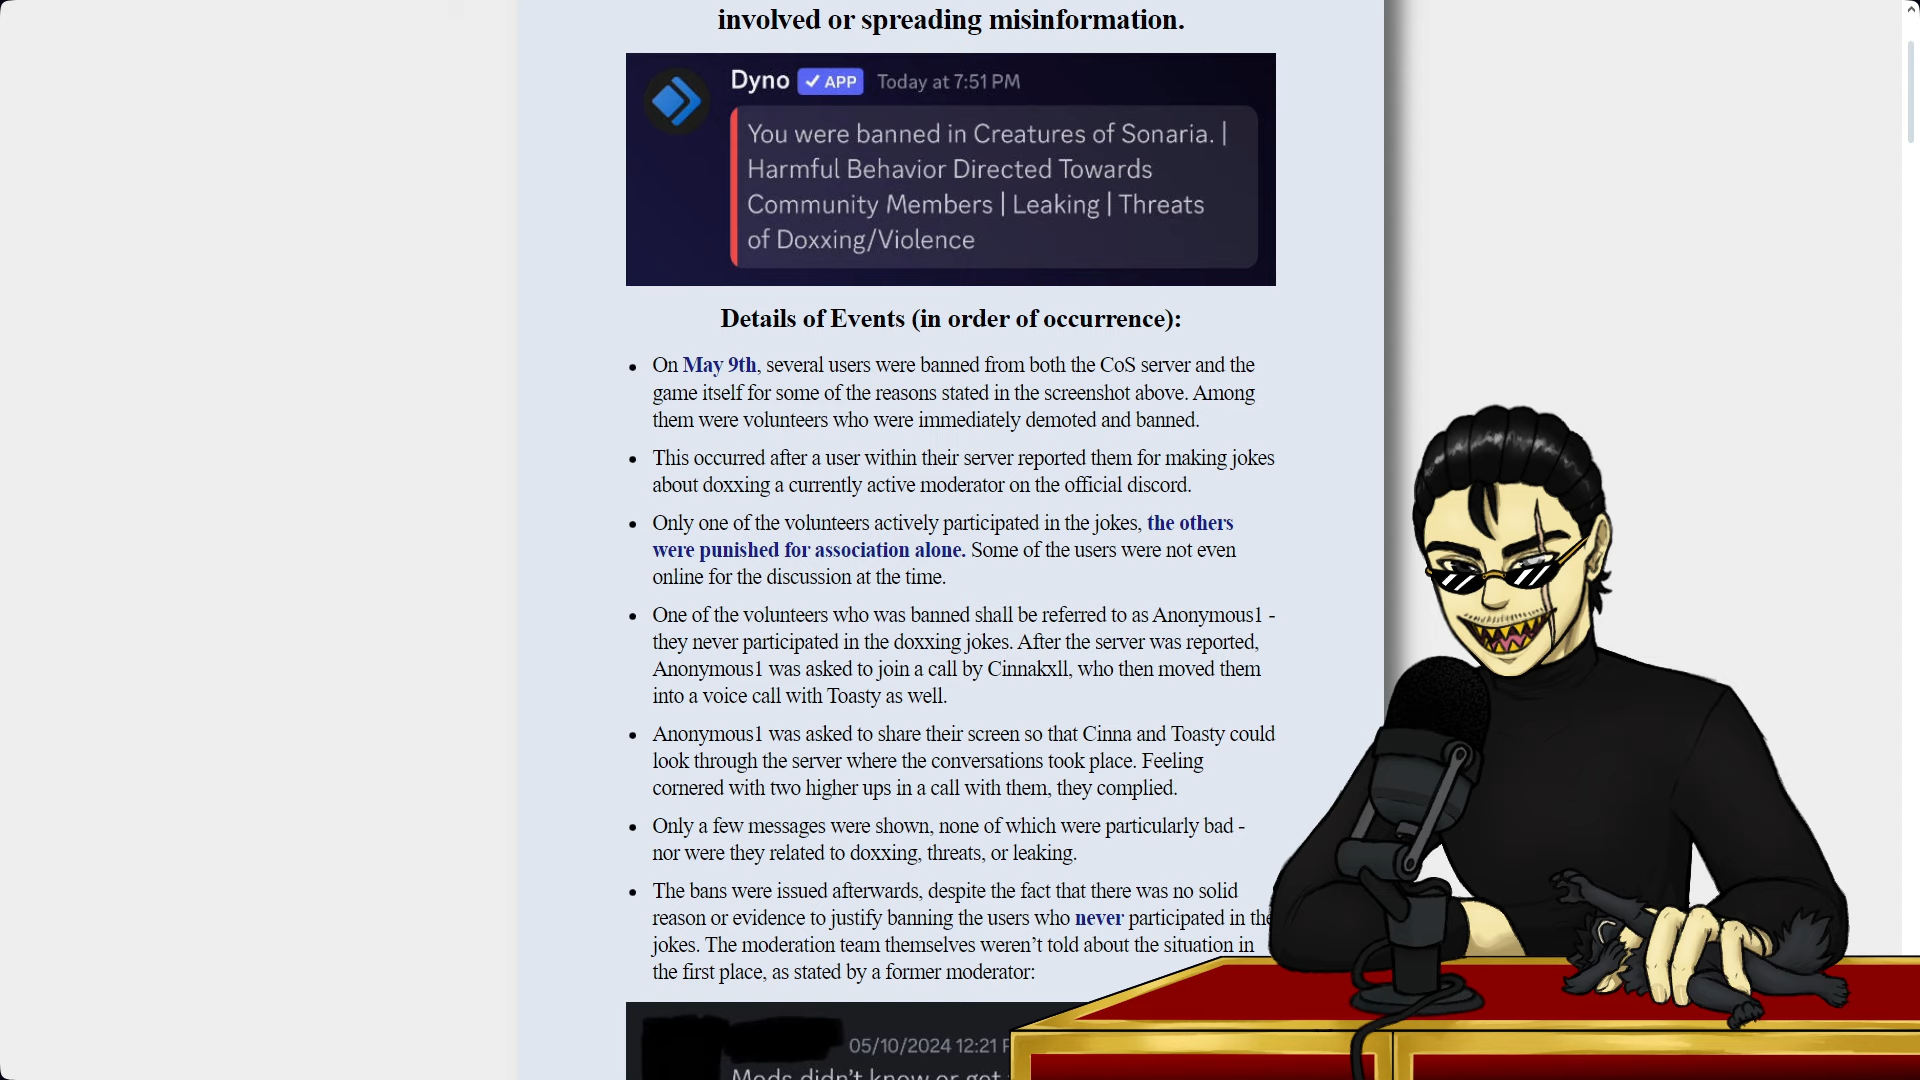 involved or spreading misinformation.
Dyno ✓ APP Today at 7:51 PM
You were banned in Creatures of Sonaria. |
Harmful Behavior Directed Towards
Community Members | Leaking | Threats
of Doxxing/Violence
Details of Events (in order of occurrence):
• On May 9th, several users were banned from both the CoS server and the
game itself for some of the reasons stated in the screenshot above. Among
them were volunteers who were immediately demoted and banned.
• This occurred after a user within their server reported them for making jokes
about doxxing a currently active moderator on the official discord.
• Only one of the volunteers actively participated in the jokes, the others
were punished for association alone. Some of the users were not even
online for the discussion at the time.
• One of the volunteers who was banned shall be referred to as Anonymous1 -
they never participated in the doxxing jokes. After the server was reported,
Anonymous1 was asked to join a call by Cinnakxll, who then moved them
into a voice call with Toasty as well.
• Anonymous1 was asked to share their screen so that Cinna and Toasty could
look through the server where the conversations took place. Feeling
cornered with two higher ups in a call with them, they complied.
• Only a few messages were shown, none of which were particularly bad -
nor were they related to doxxing, threats, or leaking.
• The bans were issued afterwards, despite the fact that there was no solid
reason or evidence to justify banning the users who never participated in the
jokes. The moderation team themselves weren't told about the situation in
the first place, as stated by a former moderator:
05/10/2024 12:21
Mods didn't know or get